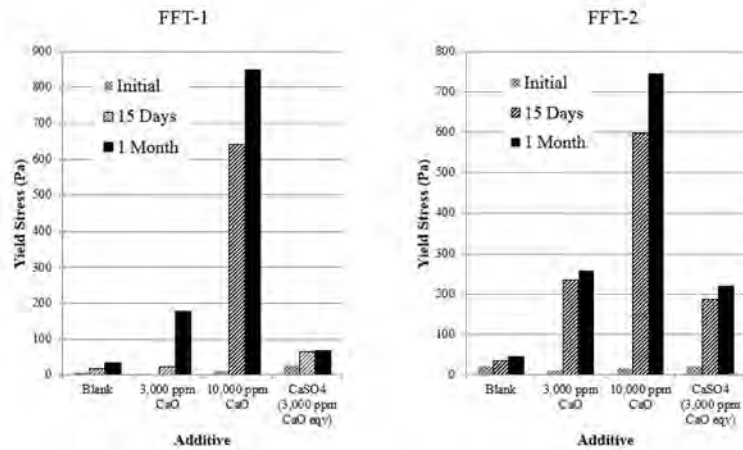 FFT-1
900
800
700
600
500
400
300
200
100
0
Yield Stress (Pa)
Initial
15 Days
1 Month
Blank
3,000 ppm
CaO
10,000 ppm
CaO
CaSO4
(3,000 ppm
CaO eqv)
Additive
FFT-2
800
700
600
500
400
300
200
100
0
Yield Stress (Pa)
Initial
15 Days
1 Month
Blank
3,000 ppm
CaO
10,000 ppm
CaO
CaSO4
(3,000 ppm
CaO eqv)
Additive